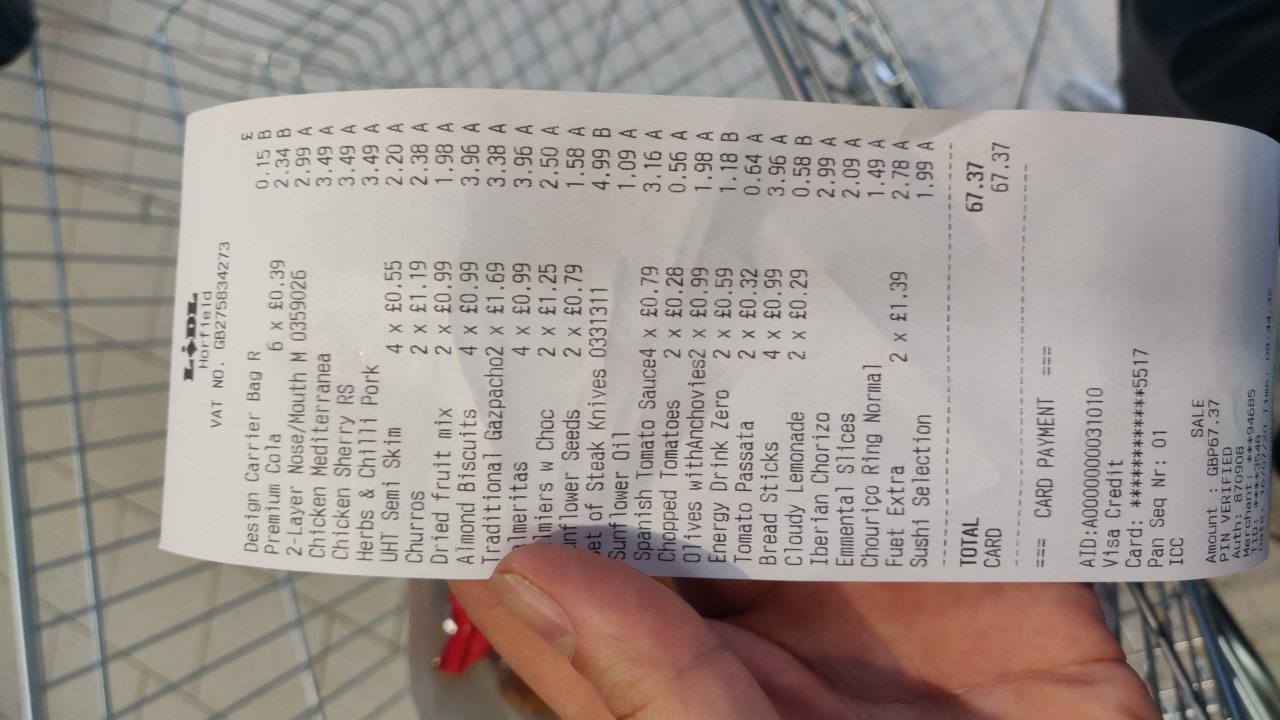 LIDL
Horfield
VAT NO. GB275834273
£
Design Carrier Bag R 0.15 B
Premium Cola 6 x £0.39 2.34 B
2-Layer Nose/Mouth M 0359026 2.99 A
Chicken Mediterranea 3.49 A
Chicken Sherry RS 3.49 A
Herbs & Chilli Pork 3.49 A
UHT Semi Skim 4 x £0.55 2.20 A
Churros 2 x £1.19 2.38 A
Dried fruit mix 2 x £0.99 1.98 A
Almond Biscuits 4 x £0.99 3.96 A
Traditional Gazpacho2 x £1.69 3.38 A
almeritas 4 x £0.99 3.96 A
lmiers w Choc 2 x £1.25 2.50 A
unflower Seeds 2 x £0.79 1.58 A
et of Steak Knives 0331311 4.99 B
Sunflower Oil 1.09 A
Spanish Tomato Sauce4 x £0.79 3.16 A
Chopped Tomatoes 2 x £0.28 0.56 A
Olives withAnchovies2 x £0.99 1.98 A
Energy Drink Zero 2 x £0.59 1.18 B
Tomato Passata 2 x £0.32 0.64 A
Bread Sticks 4 x £0.99 3.96 A
Cloudy Lemonade 2 x £0.29 0.58 B
Iberian Chorizo 2.99 A
Emmental Slices 2.09 A
Chouriço Ring Normal 1.49 A
Fuet Extra 2 x £1.39 2.78 A
Sushi Selection 1.99 A
TOTAL 67.37
CARD 67.37
=== CARD PAYMENT ===
AID:A0000000031010
Visa Credit
Card: ************5517
Pan Seq Nr: 01
ICC
SALE
Amount : GBP67.37
PIN VERIFIED
Auth: 870908
Merchant: ***94685
TID: ****3548
Time: 09:44:32